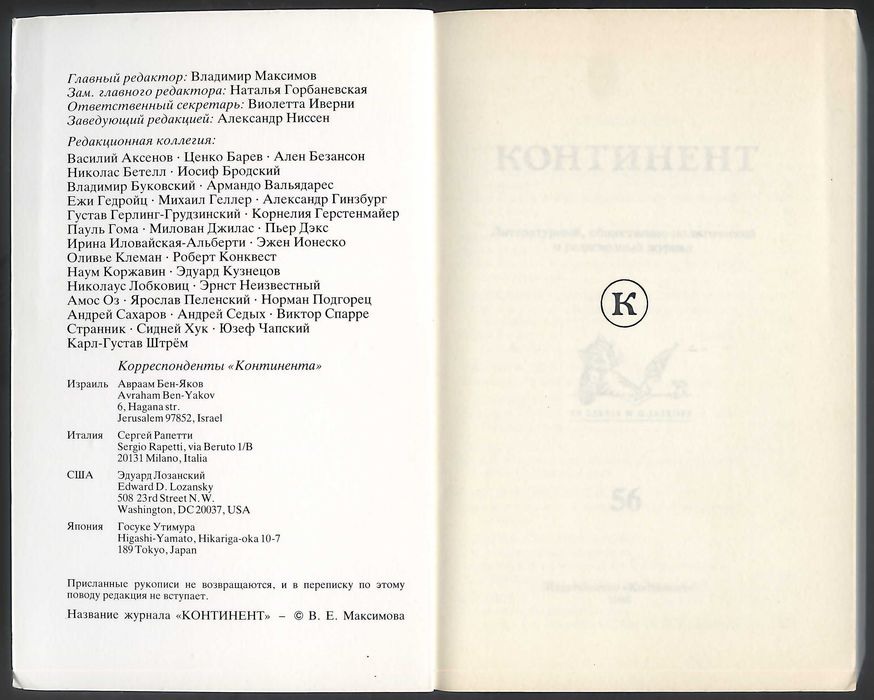 Главный редактор: Владимир Максимов
Зам. главного редактора: Наталья Горбаневская
Ответственный секретарь: Виолетта Иверни
Заведующий редакцией: Александр Ниссен
Редакционная коллегия:
Василий Аксенов · Ценко Барев · Ален Безансон
Николас Бетелл · Иосиф Бродский
Владимир Буковский · Армандо Вальядарес
Ежи Гедройц · Михаил Геллер · Александр Гинзбург
Густав Герлинг-Грудзинский · Корнелия Герстенмайер
Пауль Гома · Милован Джилас · Пьер Дэкс
Ирина Иловайская-Альберти · Эжен Ионеско
Оливье Клеман · Роберт Конквест
Наум Коржавин · Эдуард Кузнецов
Николаус Лобковиц · Эрнст Неизвестный
Амос Оз · Ярослав Пеленский · Норман Подгорец
Андрей Сахаров · Андрей Седых · Виктор Спарре
Странник · Сидней Хук · Юзеф Чапский
Карл-Густав Штрём
Корреспонденты «Континента»
Израиль Авраам Бен-Яков
Avraham Ben-Yakov
6, Hagana str.
Jerusalem 97852, Israel
Италия Сергей Рапетти
Sergio Rapetti, via Beruto 1/B
20131 Milano, Italia
США Эдуард Лозанский
Edward D. Lozansky
508 23rd Street N. W.
Washington, DC 20037, USA
Япония Госуке Утимура
Higashi-Yamato, Hikariga-oka 10-7
189 Tokyo, Japan
Присланные рукописи не возвращаются, и в переписку по этому
поводу редакция не вступает.
Название журнала «КОНТИНЕНТ» – © В. Е. Максимова
КОНТИНЕНТ
Литературный, общественно-политический
и религиозный журнал
К
56